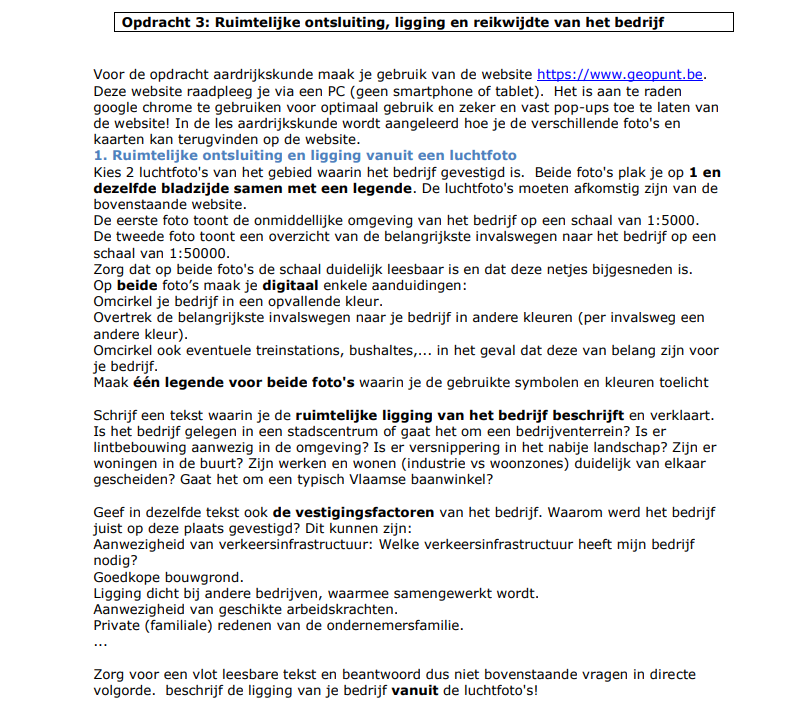 Opdracht 3: Ruimtelijke ontsluiting, ligging en reikwijdte van het bedrijf
Voor de opdracht aardrijkskunde maak je gebruik van de website https://www.geopunt.be.
Deze website raadpleeg je via een PC (geen smartphone of tablet).  Het is aan te raden
google chrome te gebruiken voor optimaal gebruik en zeker en vast pop-ups toe te laten van
de website! In de les aardrijkskunde wordt aangeleerd hoe je de verschillende foto's en
kaarten kan terugvinden op de website.
1. Ruimtelijke ontsluiting en ligging vanuit een luchtfoto
Kies 2 luchtfoto's van het gebied waarin het bedrijf gevestigd is.  Beide foto's plak je op 1 en
dezelfde bladzijde samen met een legende. De luchtfoto's moeten afkomstig zijn van de
bovenstaande website.
De eerste foto toont de onmiddellijke omgeving van het bedrijf op een schaal van 1:5000.
De tweede foto toont een overzicht van de belangrijkste invalswegen naar het bedrijf op een
schaal van 1:50000.
Zorg dat op beide foto's de schaal duidelijk leesbaar is en dat deze netjes bijgesneden is.
Op beide foto's maak je digitaal enkele aanduidingen:
Omcirkel je bedrijf in een opvallende kleur.
Overtrek de belangrijkste invalswegen naar je bedrijf in andere kleuren (per invalsweg een
andere kleur).
Omcirkel ook eventuele treinstations, bushaltes,... in het geval dat deze van belang zijn voor
je bedrijf.
Maak één legende voor beide foto's waarin je de gebruikte symbolen en kleuren toelicht
Schrijf een tekst waarin je de ruimtelijke ligging van het bedrijf beschrijft en verklaart.
Is het bedrijf gelegen in een stadscentrum of gaat het om een bedrijventerrein? Is er
lintbebouwing aanwezig in de omgeving? Is er versnippering in het nabije landschap? Zijn er
woningen in de buurt? Zijn werken en wonen (industrie vs woonzones) duidelijk van elkaar
gescheiden? Gaat het om een typisch Vlaamse baanwinkel?
Geef in dezelfde tekst ook de vestigingsfactoren van het bedrijf. Waarom werd het bedrijf
juist op deze plaats gevestigd? Dit kunnen zijn:
Aanwezigheid van verkeersinfrastructuur: Welke verkeersinfrastructuur heeft mijn bedrijf
nodig?
Goedkope bouwgrond.
Ligging dicht bij andere bedrijven, waarmee samengewerkt wordt.
Aanwezigheid van geschikte arbeidskrachten.
Private (familiale) redenen van de ondernemersfamilie.
...
Zorg voor een vlot leesbare tekst en beantwoord dus niet bovenstaande vragen in directe
volgorde.  beschrijf de ligging van je bedrijf vanuit de luchtfoto's!